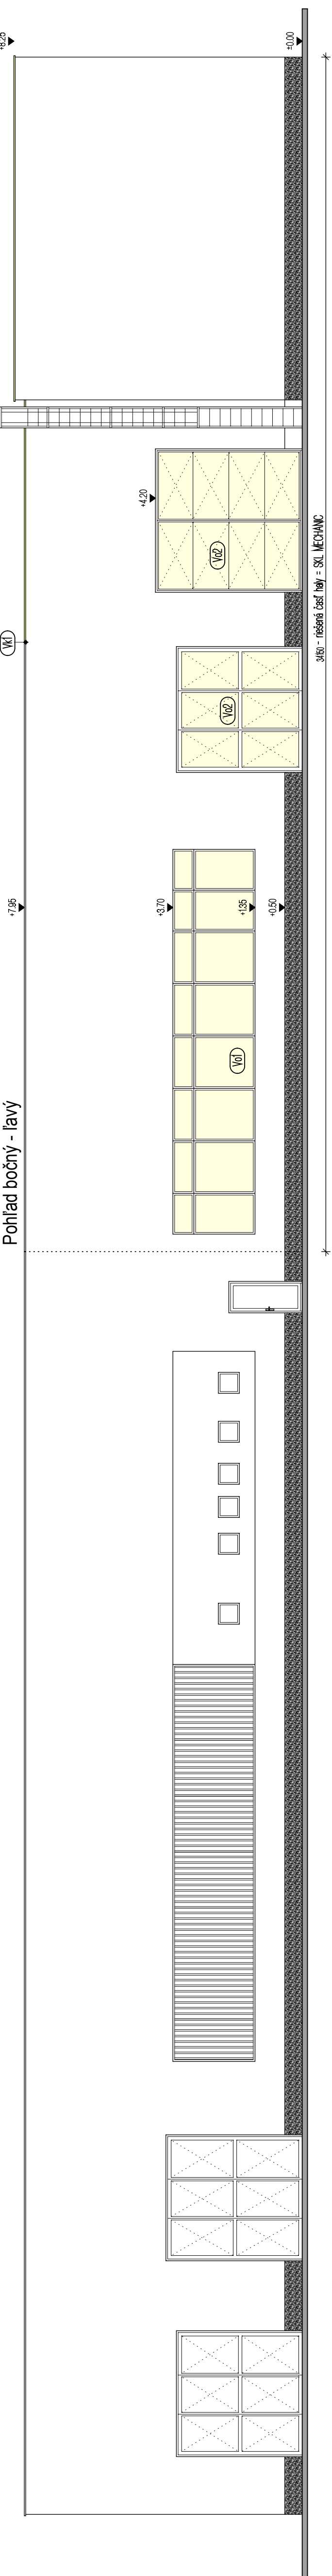 Pohľad bočný - ľavý
+7.95
Vk1
+8.25
+3.70
+1.35
+0.50
Vo1
Vo2
Vo2
+4.20
±0.00
34150 - riešená časť haly = SKL MECHANIC